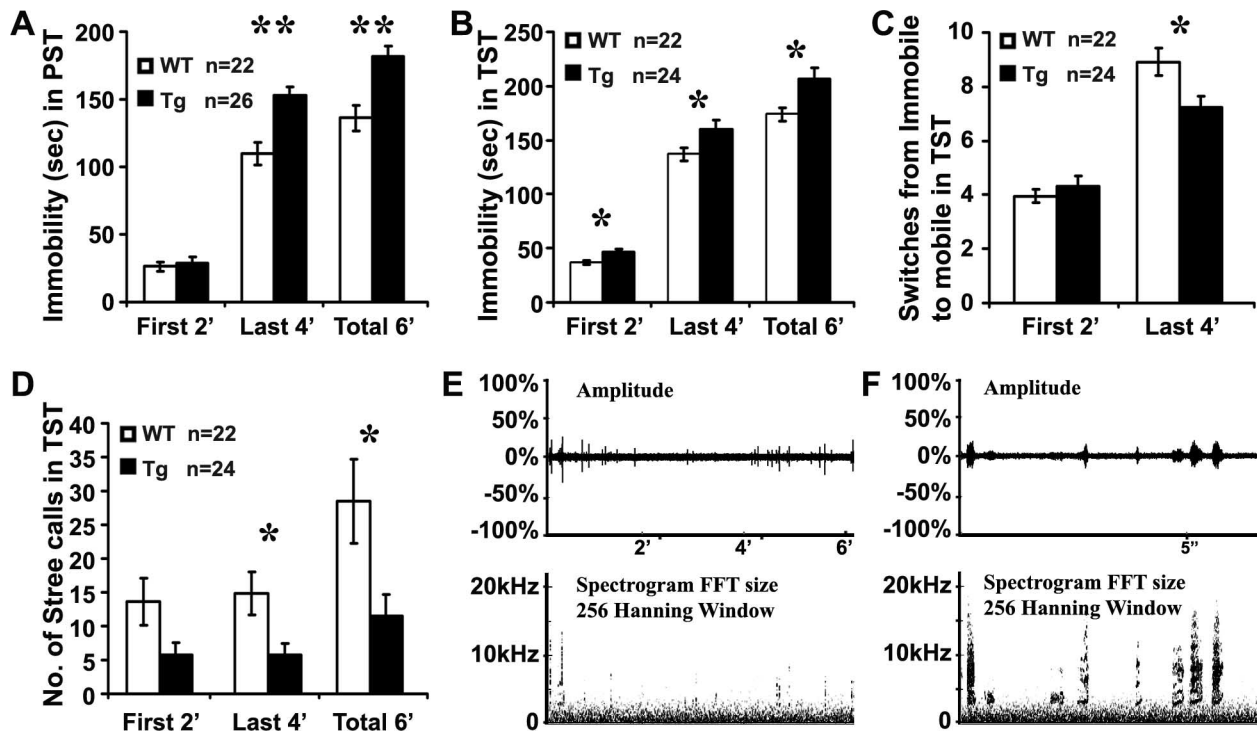 A
Immobility (sec) in PST
200
150
100
50
0
WT n=22
Tg n=26
**
**
First 2’
Last 4’
Total 6’
B
Immobility (sec) in TST
250
200
150
100
50
0
WT n=22
Tg n=24
*
*
*
First 2’
Last 4’
Total 6’
C
Switches from Immobile
to mobile in TST
10
8
6
4
2
0
WT n=22
Tg n=24
*
First 2’
Last 4’
D
No. of Stree calls in TST
40
35
30
25
20
15
10
5
0
WT n=22
Tg n=24
*
*
First 2’
Last 4’
Total 6’
E
100%
50%
0%
-50%
-100%
Amplitude
2’
4’
6’
20kHz
10kHz
0
Spectrogram FFT size
256 Hanning Window
F
100%
50%
0%
-50%
-100%
Amplitude
5”
20kHz
10kHz
0
Spectrogram FFT size
256 Hanning Window